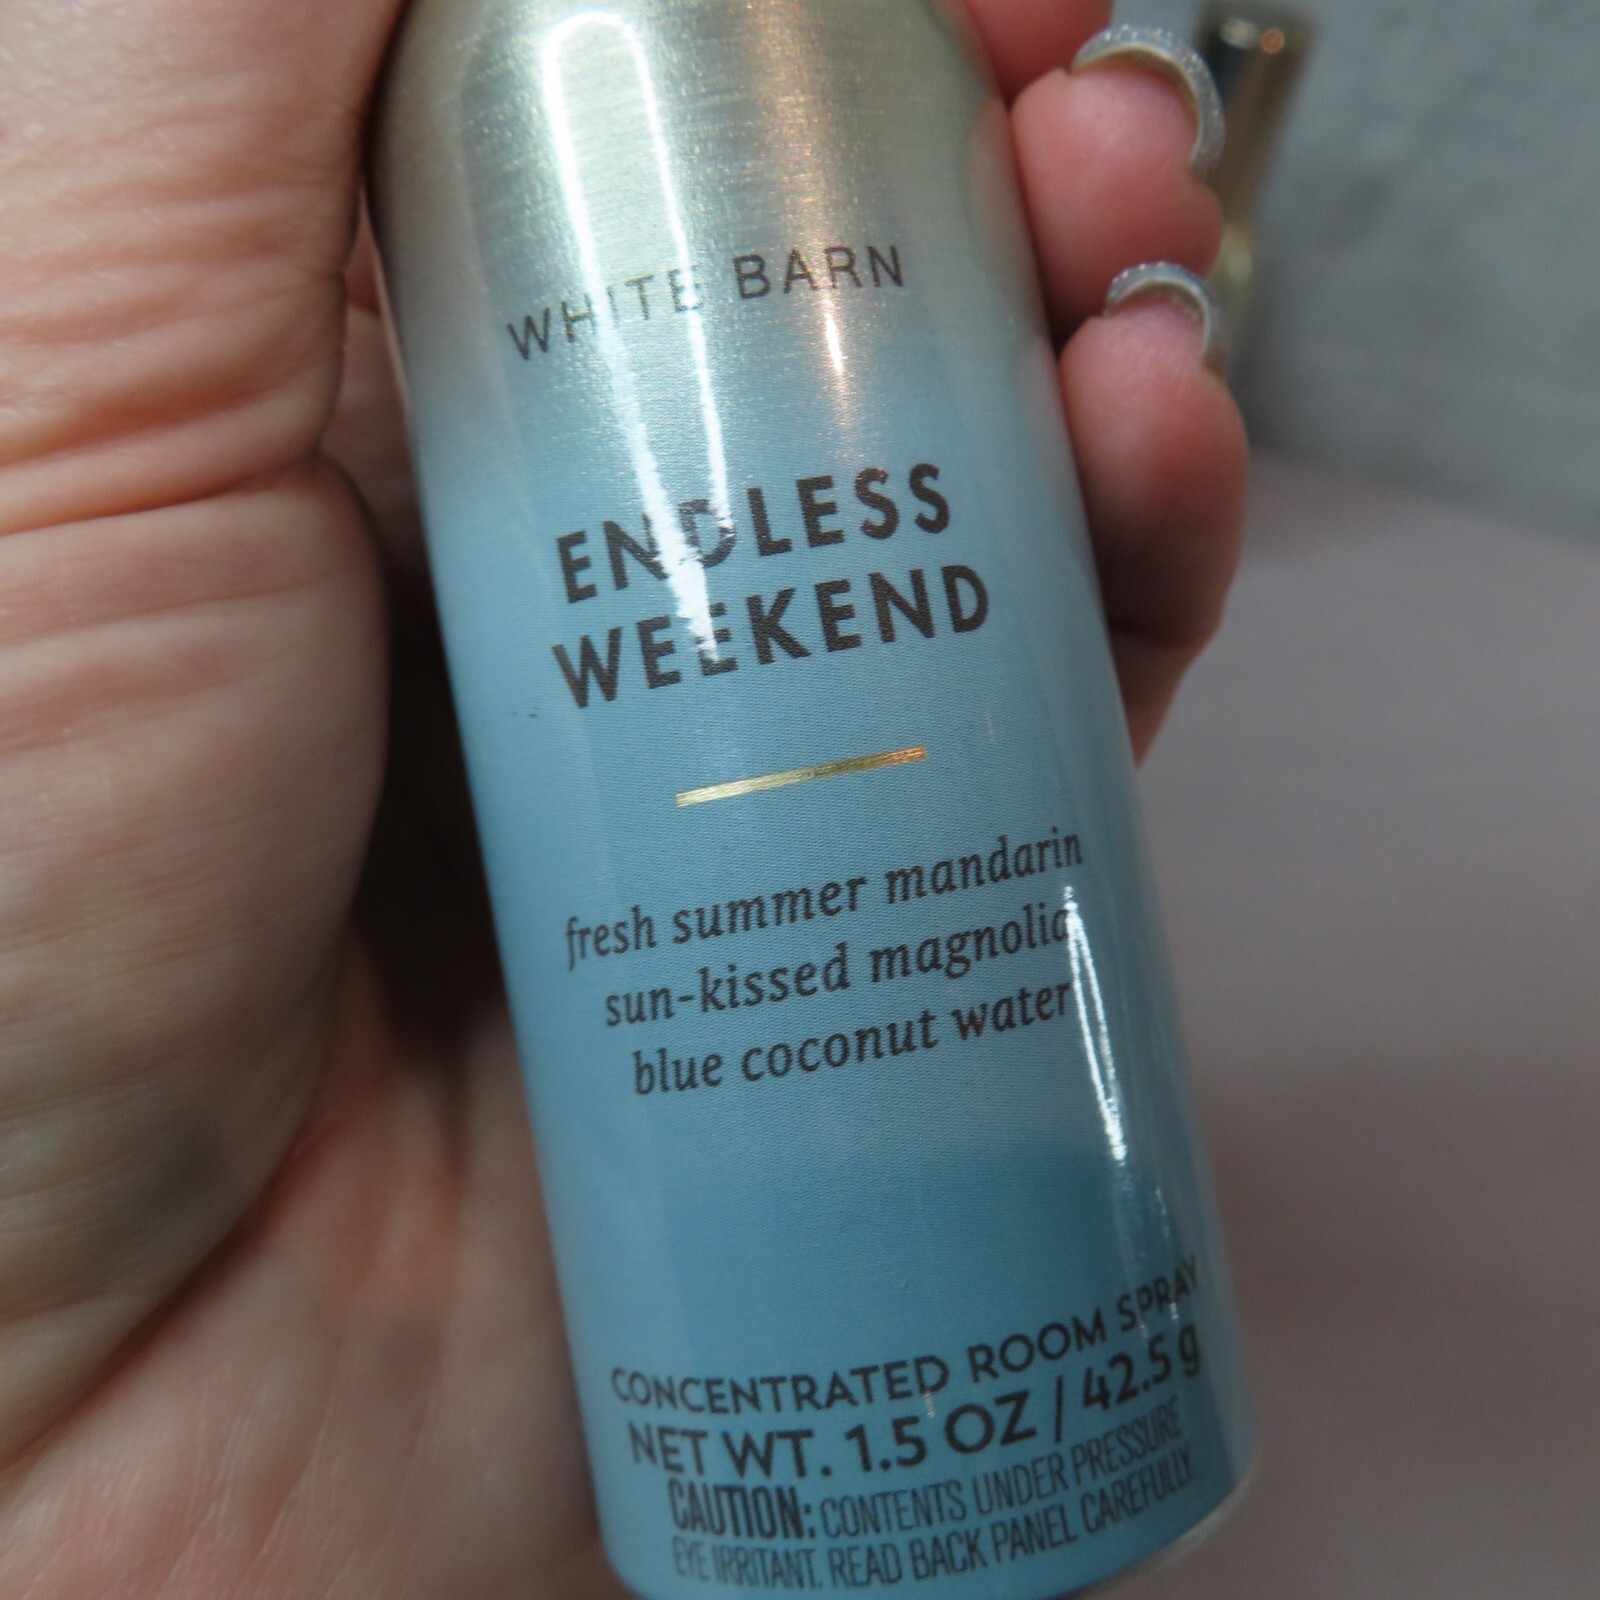 WHITE BARN
ENDLESS
WEEKEND
fresh summer mandarin
sun-kissed magnolia
blue coconut water
CONCENTRATED ROOM SPRAY
NET WT. 1.5 OZ / 42.5 g
CAUTION: CONTENTS UNDER PRESSURE
EYE IRRITANT. READ BACK PANEL CAREFULLY